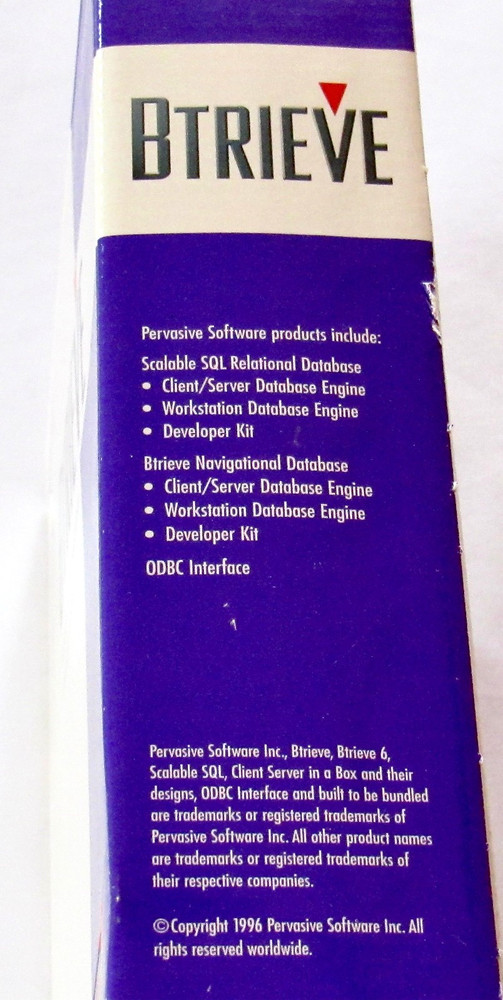 BTRIEVE
Pervasive Software products include:
Scalable SQL Relational Database
• Client/Server Database Engine
• Workstation Database Engine
• Developer Kit
Btrieve Navigational Database
• Client/Server Database Engine
• Workstation Database Engine
• Developer Kit
ODBC Interface
Pervasive Software Inc., Btrieve, Btrieve 6,
Scalable SQL, Client Server in a Box and their
designs, ODBC Interface and built to be bundled
are trademarks or registered trademarks of
Pervasive Software Inc. All other product names
are trademarks or registered trademarks of
their respective companies.
©Copyright 1996 Pervasive Software Inc. All
rights reserved worldwide.